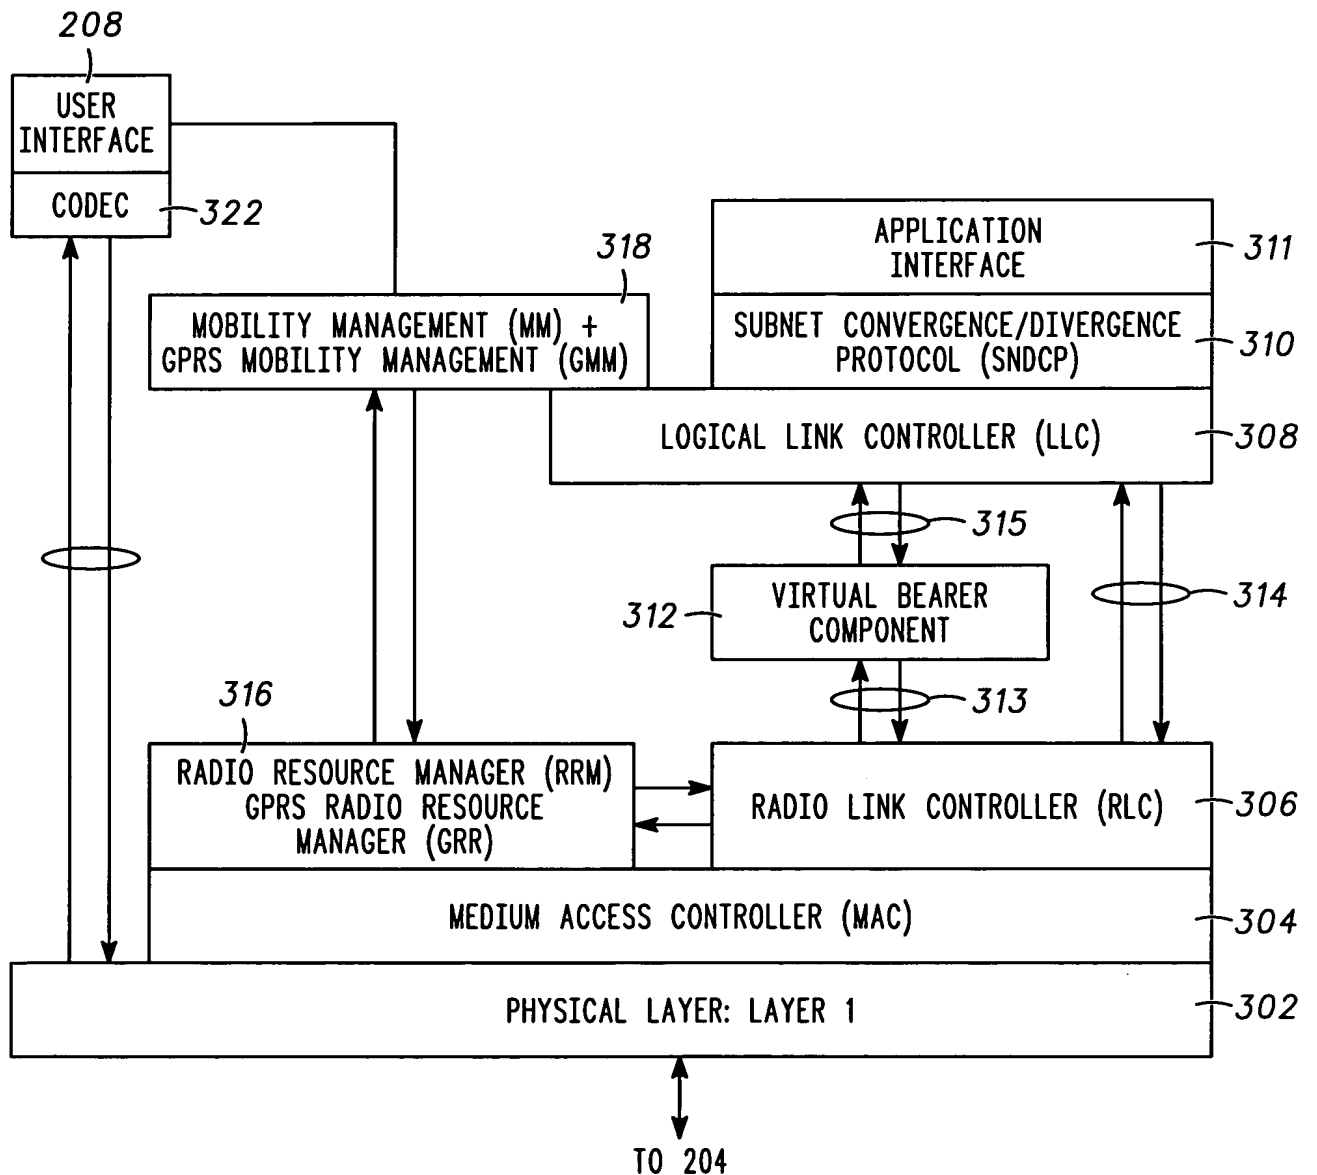 208
USER
INTERFACE
CODEC
322
318
APPLICATION
INTERFACE
311
MOBILITY MANAGEMENT (MM) +
GPRS MOBILITY MANAGEMENT (GMM)
SUBNET CONVERGENCE/DIVERGENCE
PROTOCOL (SNDCP)
310
LOGICAL LINK CONTROLLER (LLC)
308
315
312
VIRTUAL BEARER
COMPONENT
314
316
313
RADIO RESOURCE MANAGER (RRM)
GPRS RADIO RESOURCE
MANAGER (GRR)
RADIO LINK CONTROLLER (RLC)
306
MEDIUM ACCESS CONTROLLER (MAC)
304
PHYSICAL LAYER: LAYER 1
302
TO 204